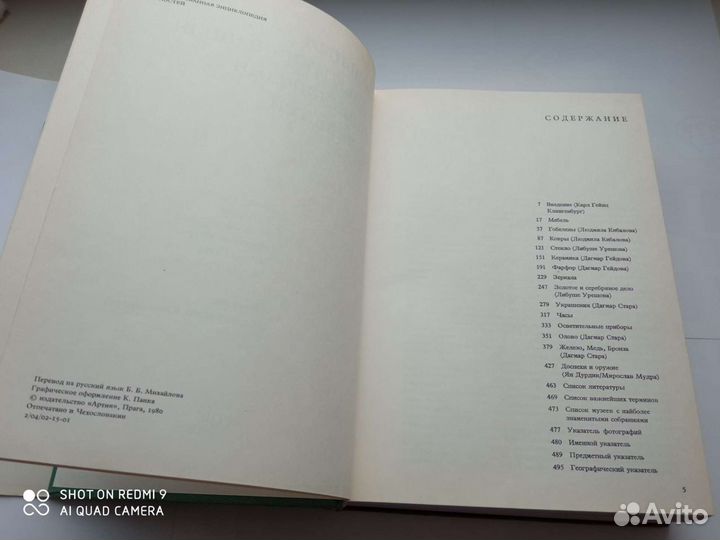 ЭНЦИКЛОПЕДИЯ
Перевод на русский язык Б. Б. Михайлова
Графическое оформление К. Панка
© издательство «Артия», Прага, 1980
Отпечатано в Чехословакии
2/04/02-15-01
СОДЕРЖАНИЕ
7 Введение (Карл Гейнц
Клингенбург)
17 Мебель
57 Гобелены (Людмила Кибалова)
87 Ковры (Людмила Кибалова)
121 Стекло (Либуше Урешова)
151 Керамика (Дагмар Гейдова)
191 Фарфор (Дагмар Гейдова)
229 Зеркала
247 Золотое и серебряное дело
(Либуше Урешова)
279 Украшения (Дагмар Стара)
317 Часы
333 Осветительные приборы
351 Олово (Дагмар Стара)
379 Железо, Медь, Бронза
(Дагмар Стара)
427 Доспехи и оружие
(Ян Дурдик/Мирослав Мудра)
463 Список литературы
469 Список важнейших терминов
473 Список музеев с наиболее
знаменитыми собраниями
477 Указатель фотографий
480 Именной указатель
489 Предметный указатель
495 Географический указатель
5
SHOT ON REDMI 9
AI QUAD CAMERA
Avito